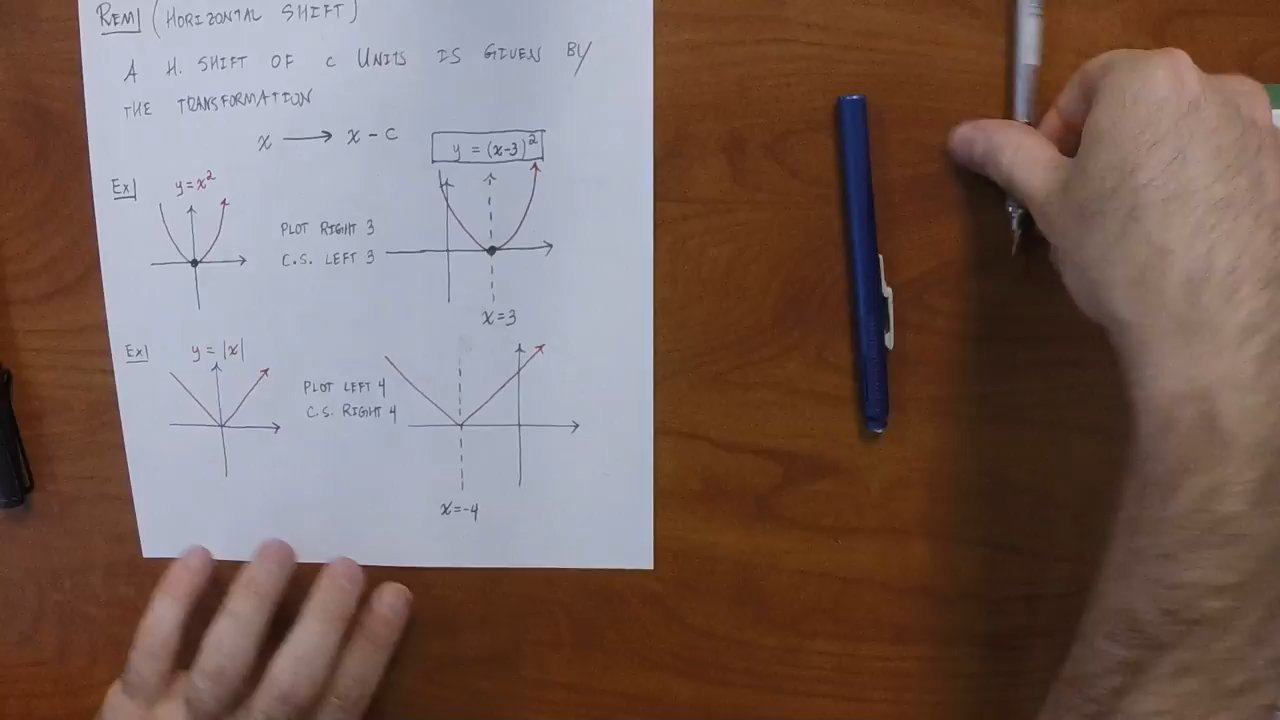 REM (HORIZONTAL SHIFT)
A H. SHIFT OF c UNITS IS GIVEN BY
THE TRANSFORMATION
x ⟶ x - c
y = (x-3)²
Ex
y=x²
PLOT RIGHT 3
C.S. LEFT 3
x=3
Ex
y = |x|
PLOT LEFT 4
C.S. RIGHT 4
x=-4